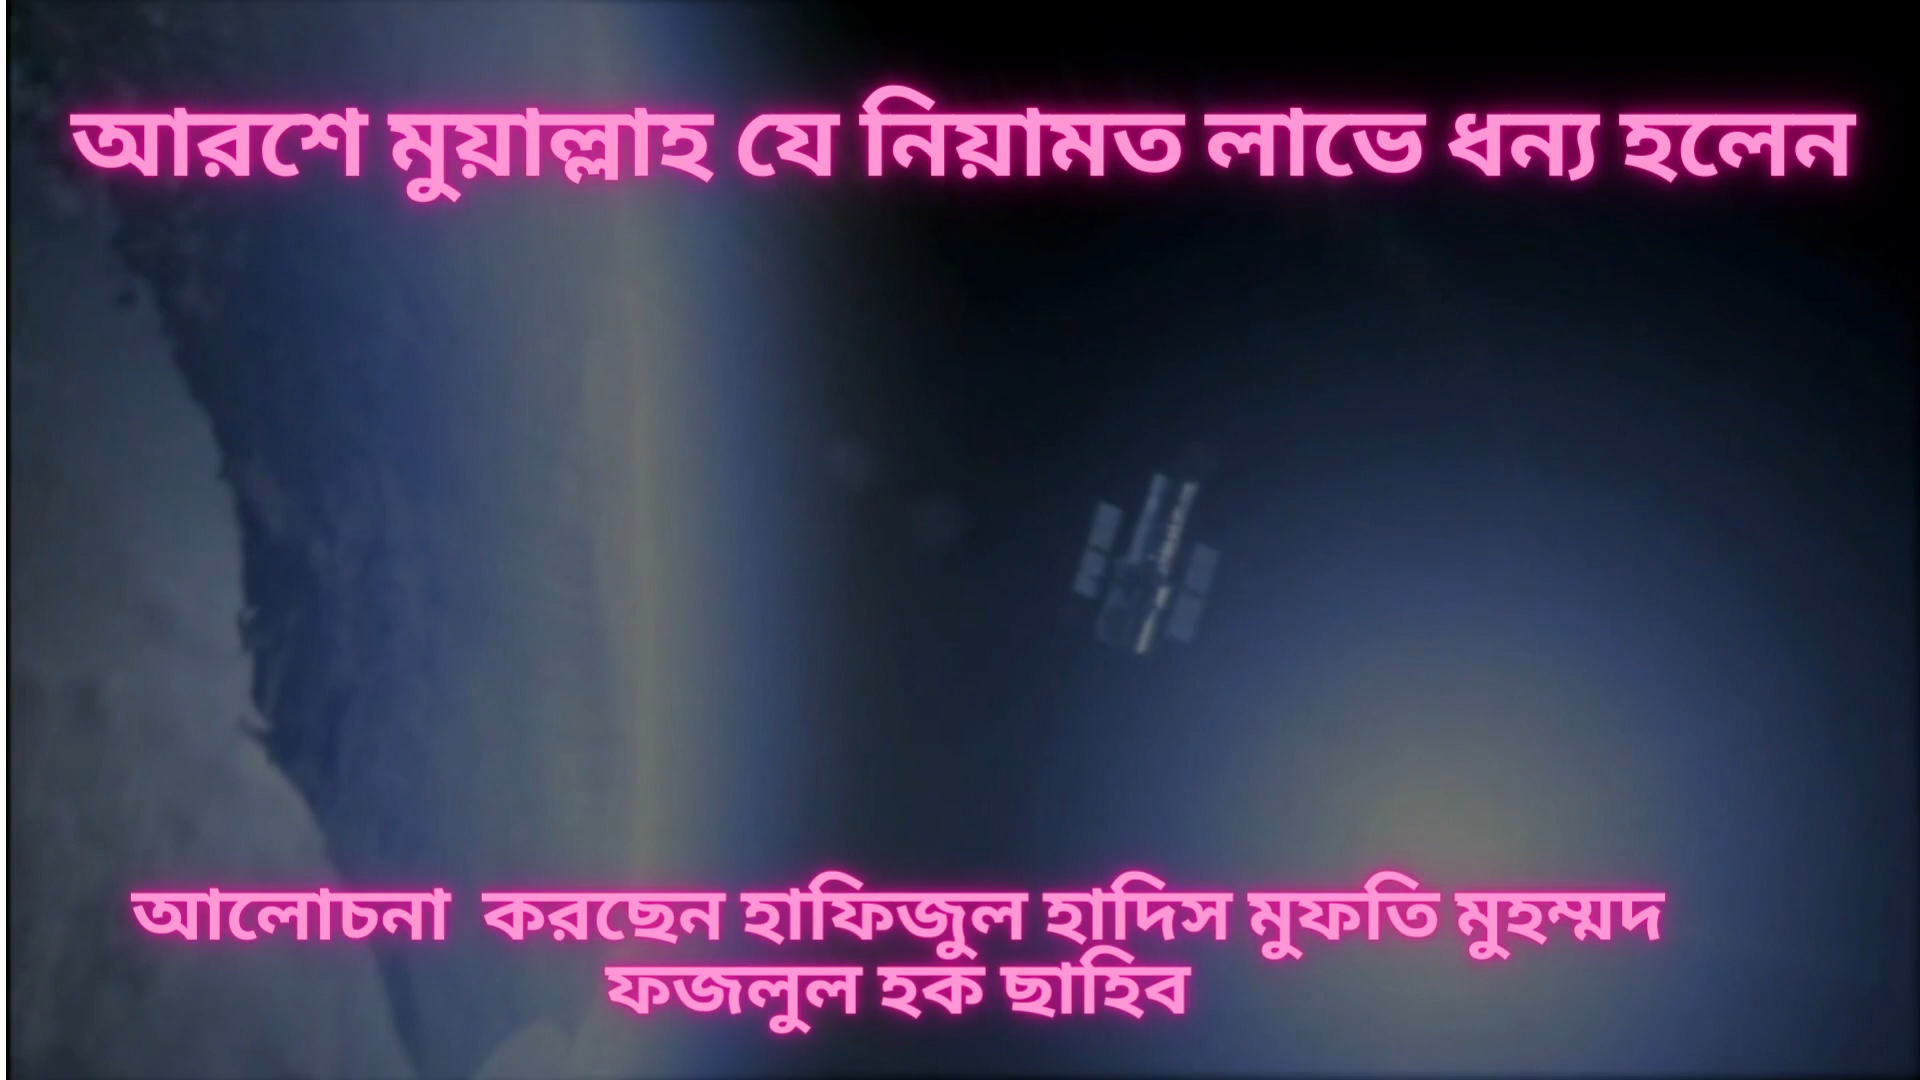 আরশে মুয়াল্লাহ যে নিয়ামত লাভে ধন্য হলেন
আলোচনা করছেন হাফিজুল হাদিস মুফতি মুহম্মদ
ফজলুল হক ছাহিব